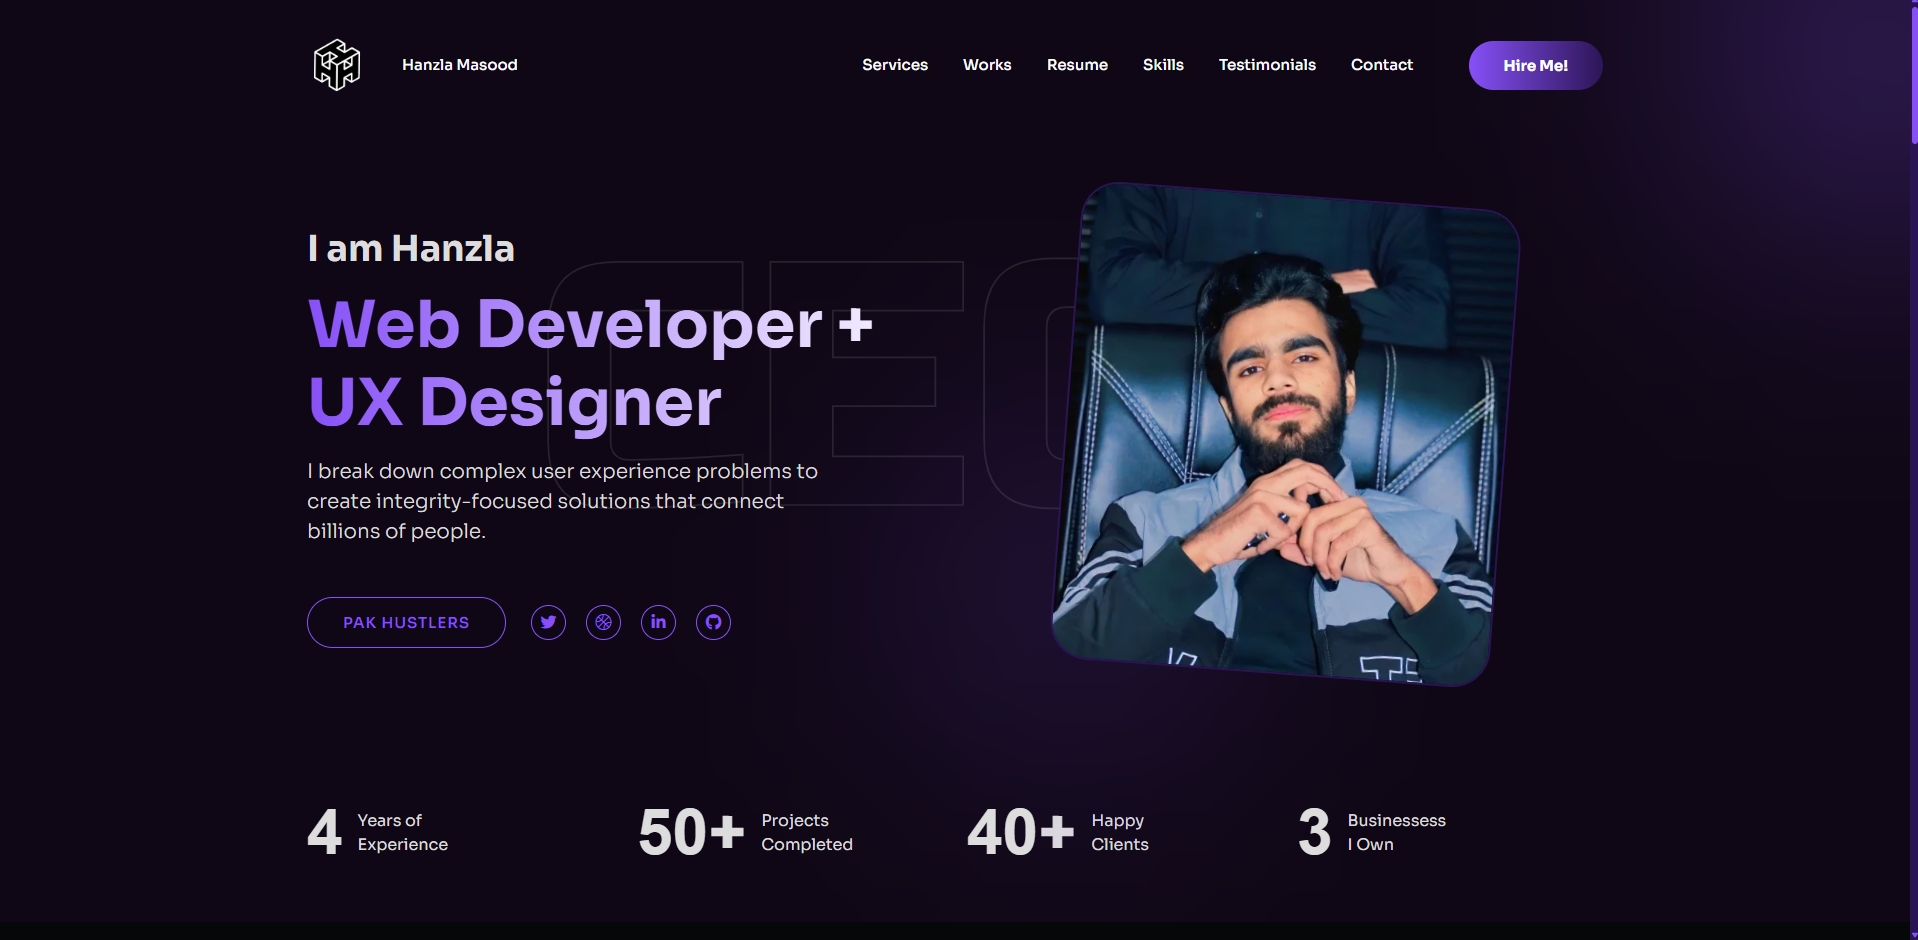 Hanzla Masood
Services
Works
Resume
Skills
Testimonials
Contact
Hire Me!
I am Hanzla
Web Developer +
UX Designer
CEO
I break down complex user experience problems to
create integrity-focused solutions that connect
billions of people.
PAK HUSTLERS
4
Years of
Experience
50+
Projects
Completed
40+
Happy
Clients
3
Businessess
I Own